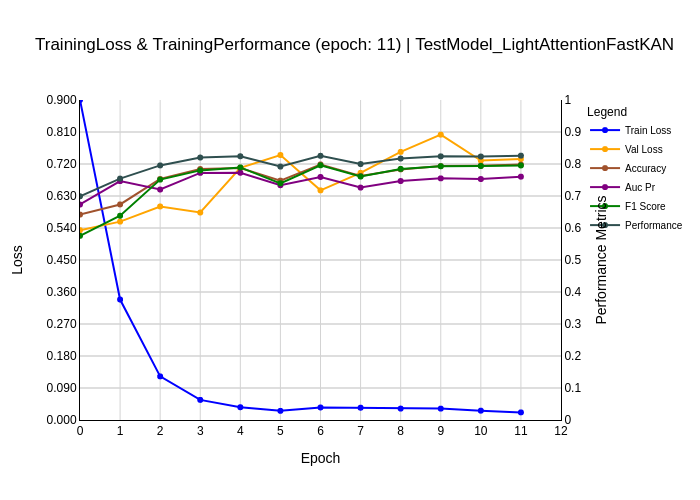 TrainingLoss & TrainingPerformance (epoch: 11) | TestModel_LightAttentionFastKAN
Legend
Train Loss
Val Loss
Accuracy
Auc Pr
F1 Score
Performance
Loss
0.900
0.810
0.720
0.630
0.540
0.450
0.360
0.270
0.180
0.090
0.000
1
0.9
0.8
0.7
0.6
0.5
0.4
0.3
0.2
0.1
0
Performance Metrics
0 1 2 3 4 5 6 7 8 9 10 11 12
Epoch